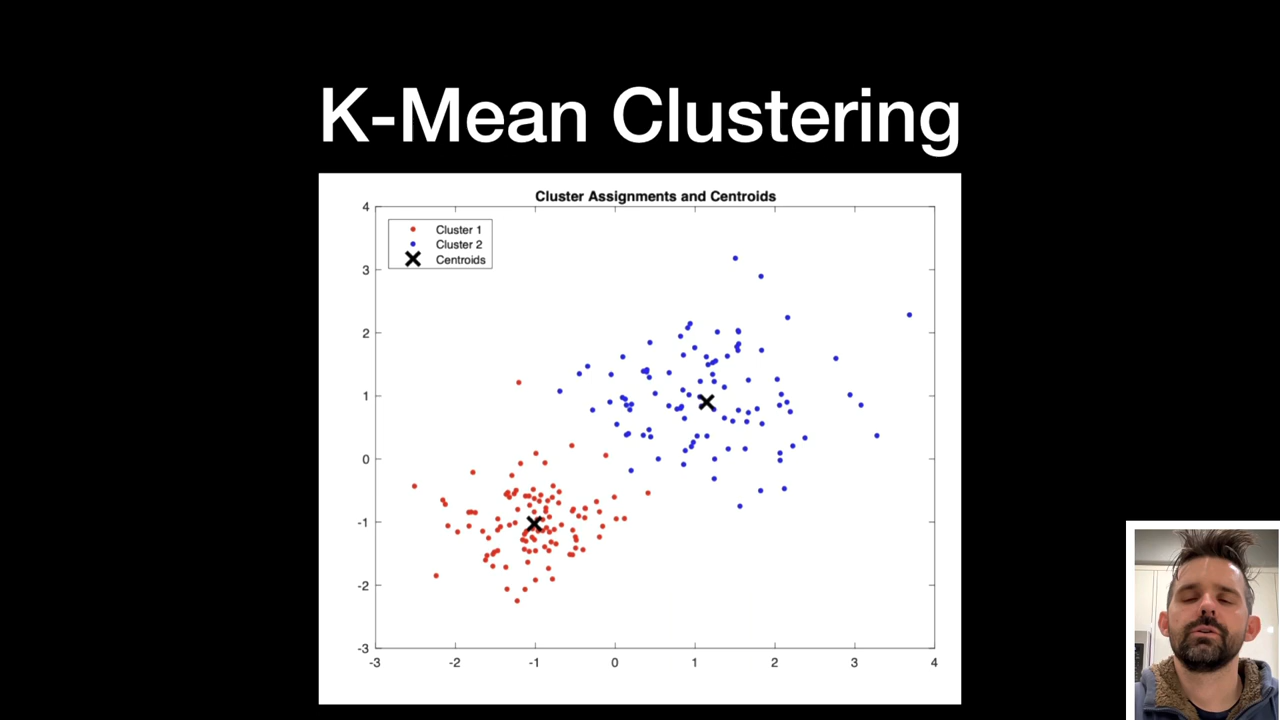 K-Mean Clustering
Cluster Assignments and Centroids
Cluster 1
Cluster 2
Centroids
4
3
2
1
0
-1
-2
-3
-3 -2 -1 0 1 2 3 4